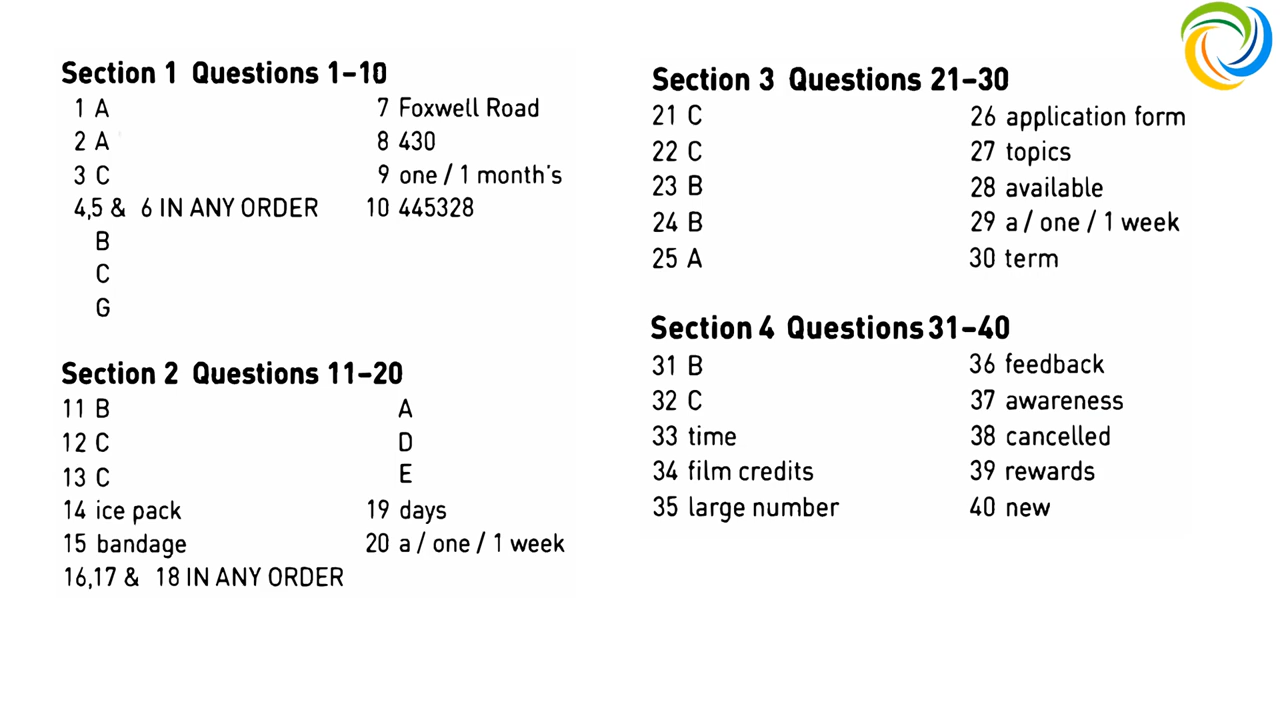 Section 1 Questions 1–10
1 A
2 A
3 C
4,5 & 6 IN ANY ORDER
B
C
G
7 Foxwell Road
8 430
9 one / 1 month's
10 445328
Section 2 Questions 11–20
11 B
12 C
13 C
14 ice pack
15 bandage
16,17 & 18 IN ANY ORDER
A
D
E
19 days
20 a / one / 1 week
Section 3 Questions 21–30
21 C
22 C
23 B
24 B
25 A
26 application form
27 topics
28 available
29 a / one / 1 week
30 term
Section 4 Questions 31–40
31 B
32 C
33 time
34 film credits
35 large number
36 feedback
37 awareness
38 cancelled
39 rewards
40 new